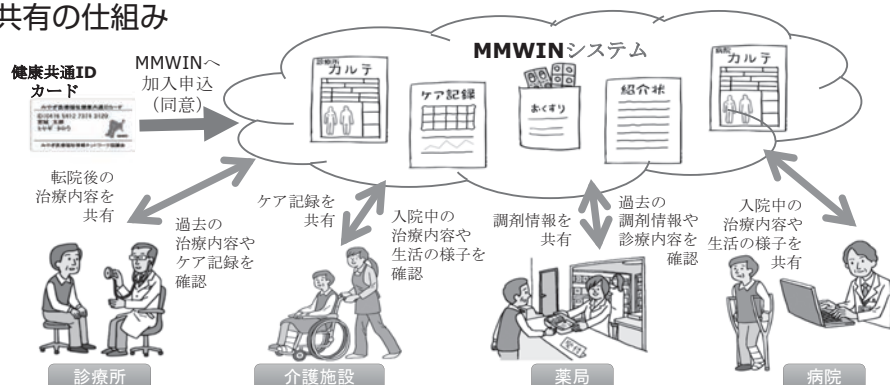 共有の仕組み
健康共通ID
カード
MMWINへ
加入申込
（同意）
MMWINシステム
診療所
カルテ
ケア記録
おくすり
紹介状
病院
カルテ
転院後の
治療内容を
共有
過去の
治療内容や
ケア記録を
確認
ケア記録を
共有
入院中の
治療内容や
生活の様子を
確認
調剤情報を
共有
過去の
調剤情報や
診療内容を
確認
入院中の
治療内容や
生活の様子を
共有
受付
診療所
介護施設
薬局
病院